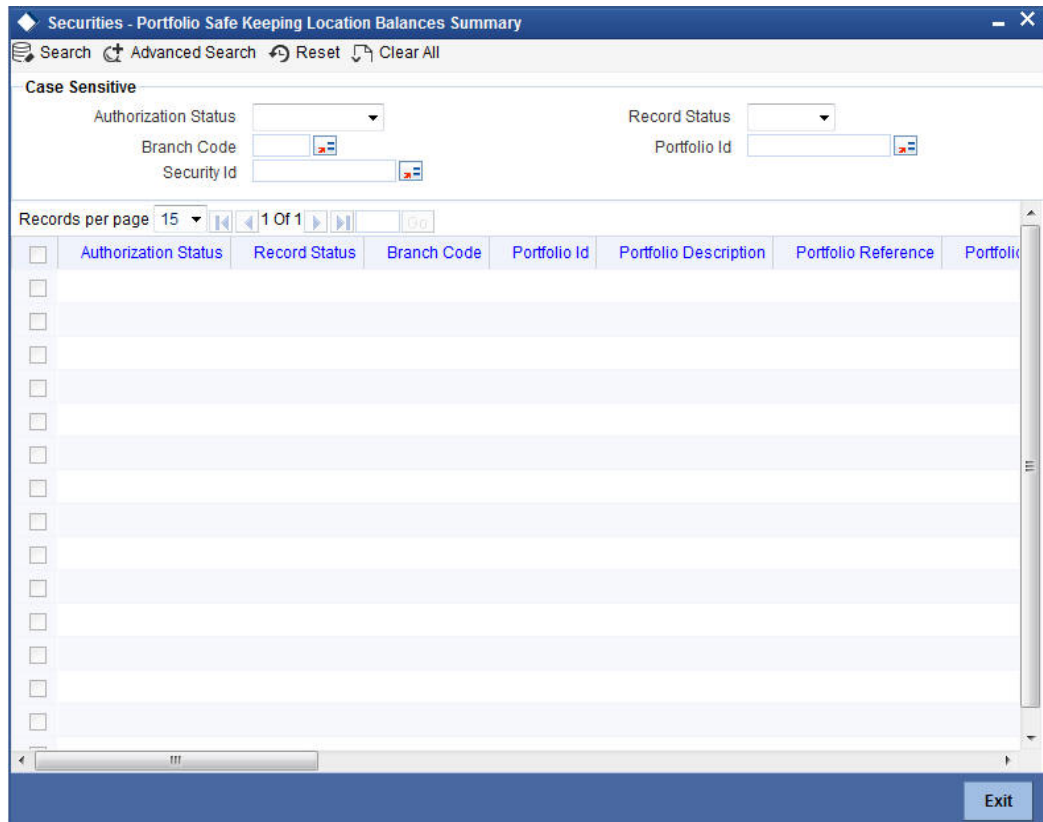 Securities - Portfolio Safe Keeping Location Balances Summary
Search Advanced Search Reset Clear All
Case Sensitive
Authorization Status Record Status
Branch Code Portfolio Id
Security Id
Records per page 15 1 Of 1 Go
Authorization Status Record Status Branch Code Portfolio Id Portfolio Description Portfolio Reference Portfolio
Exit